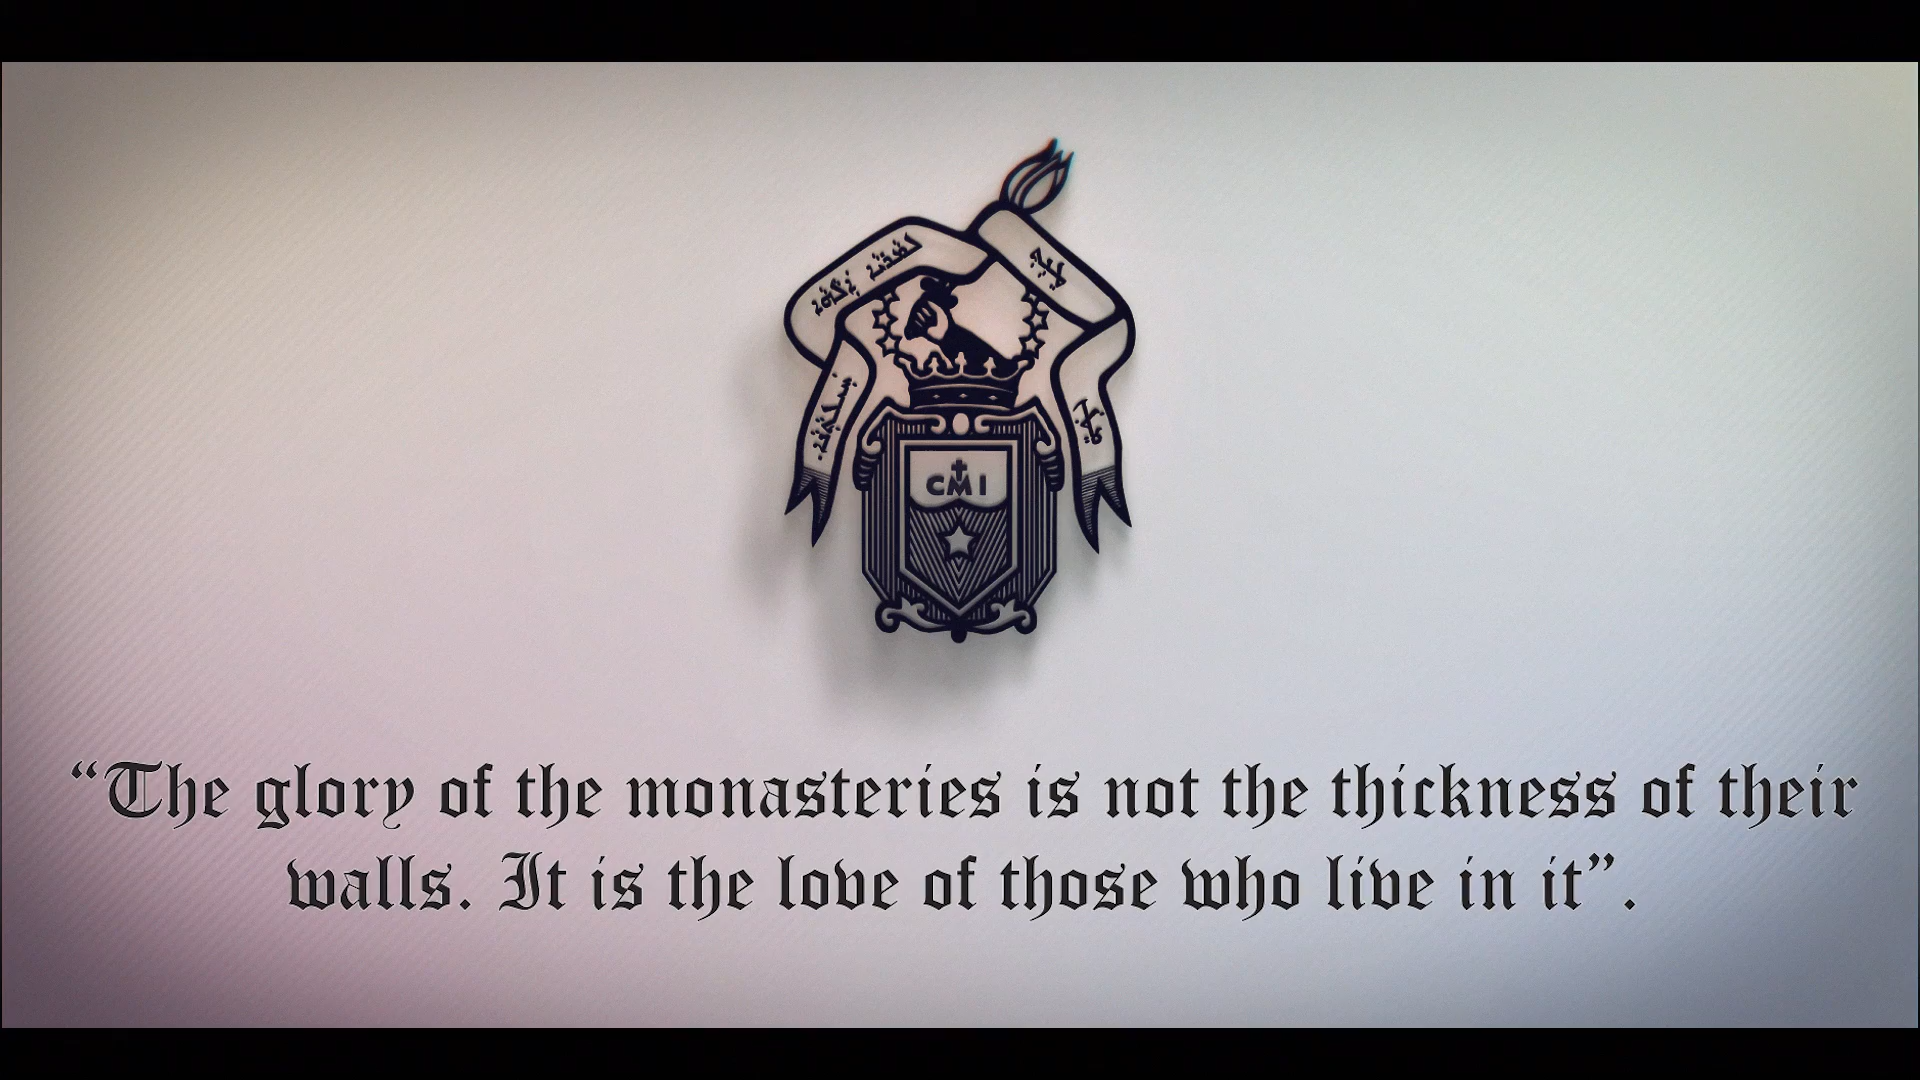 CMI
“The glory of the monasteries is not the thickness of their
walls. It is the love of those who live in it”.